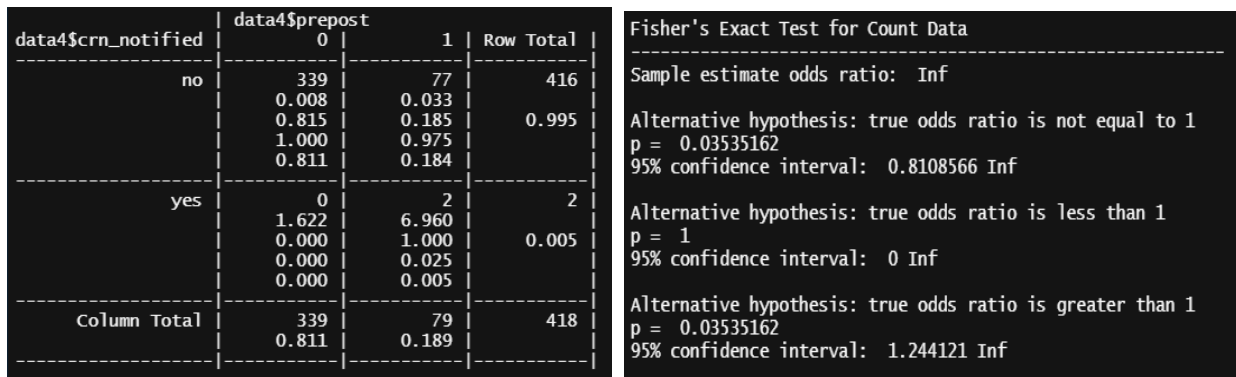 | data4$prepost
data4$crn_notified | 0 | 1 | Row Total |
-------------------|-----------|-----------|-----------|
no | 339 | 77 | 416 |
| 0.008 | 0.033 | |
| 0.815 | 0.185 | 0.995 |
| 1.000 | 0.975 | |
| 0.811 | 0.184 | |
-------------------|-----------|-----------|-----------|
yes | 0 | 2 | 2 |
| 1.622 | 6.960 | |
| 0.000 | 1.000 | 0.005 |
| 0.000 | 0.025 | |
| 0.000 | 0.005 | |
-------------------|-----------|-----------|-----------|
Column Total | 339 | 79 | 418 |
| 0.811 | 0.189 | |
-------------------|-----------|-----------|-----------|
Fisher's Exact Test for Count Data
------------------------------------------------------------
Sample estimate odds ratio: Inf
Alternative hypothesis: true odds ratio is not equal to 1
p = 0.03535162
95% confidence interval: 0.8108566 Inf
Alternative hypothesis: true odds ratio is less than 1
p = 1
95% confidence interval: 0 Inf
Alternative hypothesis: true odds ratio is greater than 1
p = 0.03535162
95% confidence interval: 1.244121 Inf